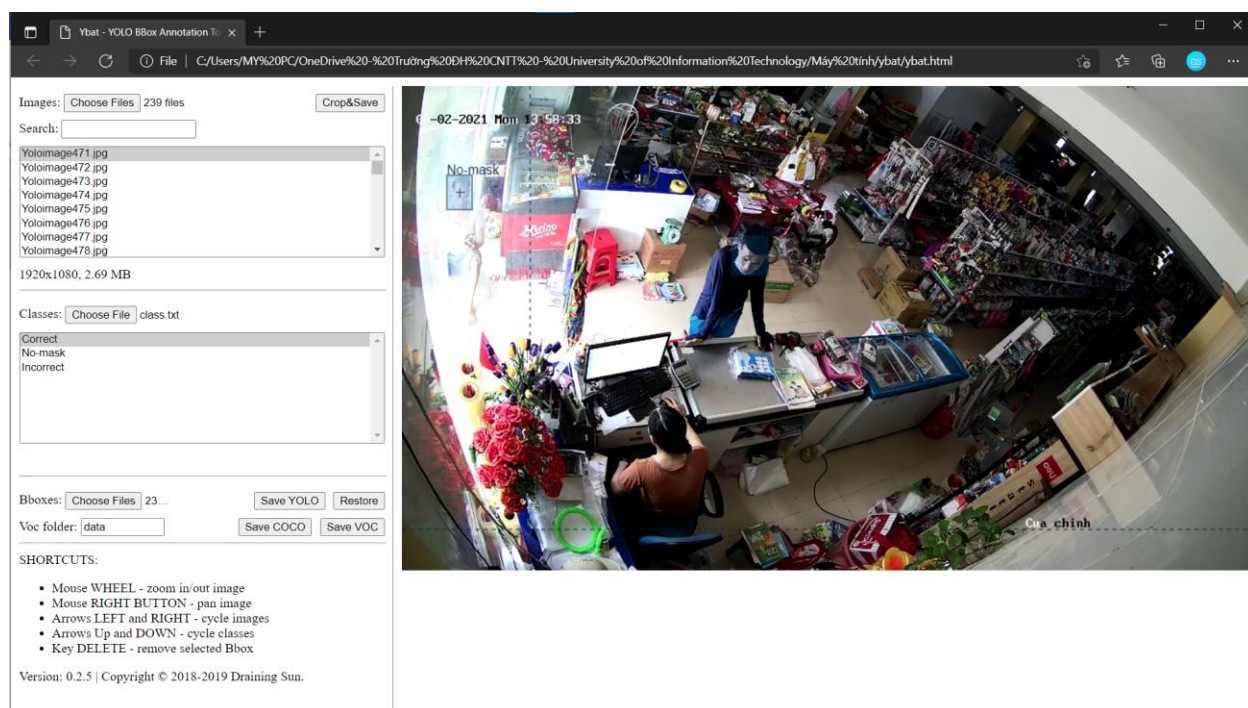 Ybat - YOLO BBox Annotation To
File | C:/Users/MY%20PC/OneDrive%20-%20Trường%20ĐH%20CNTT%20-%20University%20of%20Information%20Technology/Máy%20tính/ybat/ybat.html
Images: Choose Files 239 files Crop&Save
Search:
Yoloimage471.jpg
Yoloimage472.jpg
Yoloimage473.jpg
Yoloimage474.jpg
Yoloimage475.jpg
Yoloimage476.jpg
Yoloimage477.jpg
Yoloimage478.jpg
1920x1080, 2.69 MB
Classes: Choose File class.txt
Correct
No-mask
Incorrect
Bboxes: Choose Files 23... Save YOLO Restore
Voc folder: data Save COCO Save VOC
SHORTCUTS:
• Mouse WHEEL - zoom in/out image
• Mouse RIGHT BUTTON - pan image
• Arrows LEFT and RIGHT - cycle images
• Arrows Up and DOWN - cycle classes
• Key DELETE - remove selected Bbox
Version: 0.2.5 | Copyright © 2018-2019 Draining Sun.
-02-2021 Mon 13:58:33
No-mask
Merino
Cua chinh